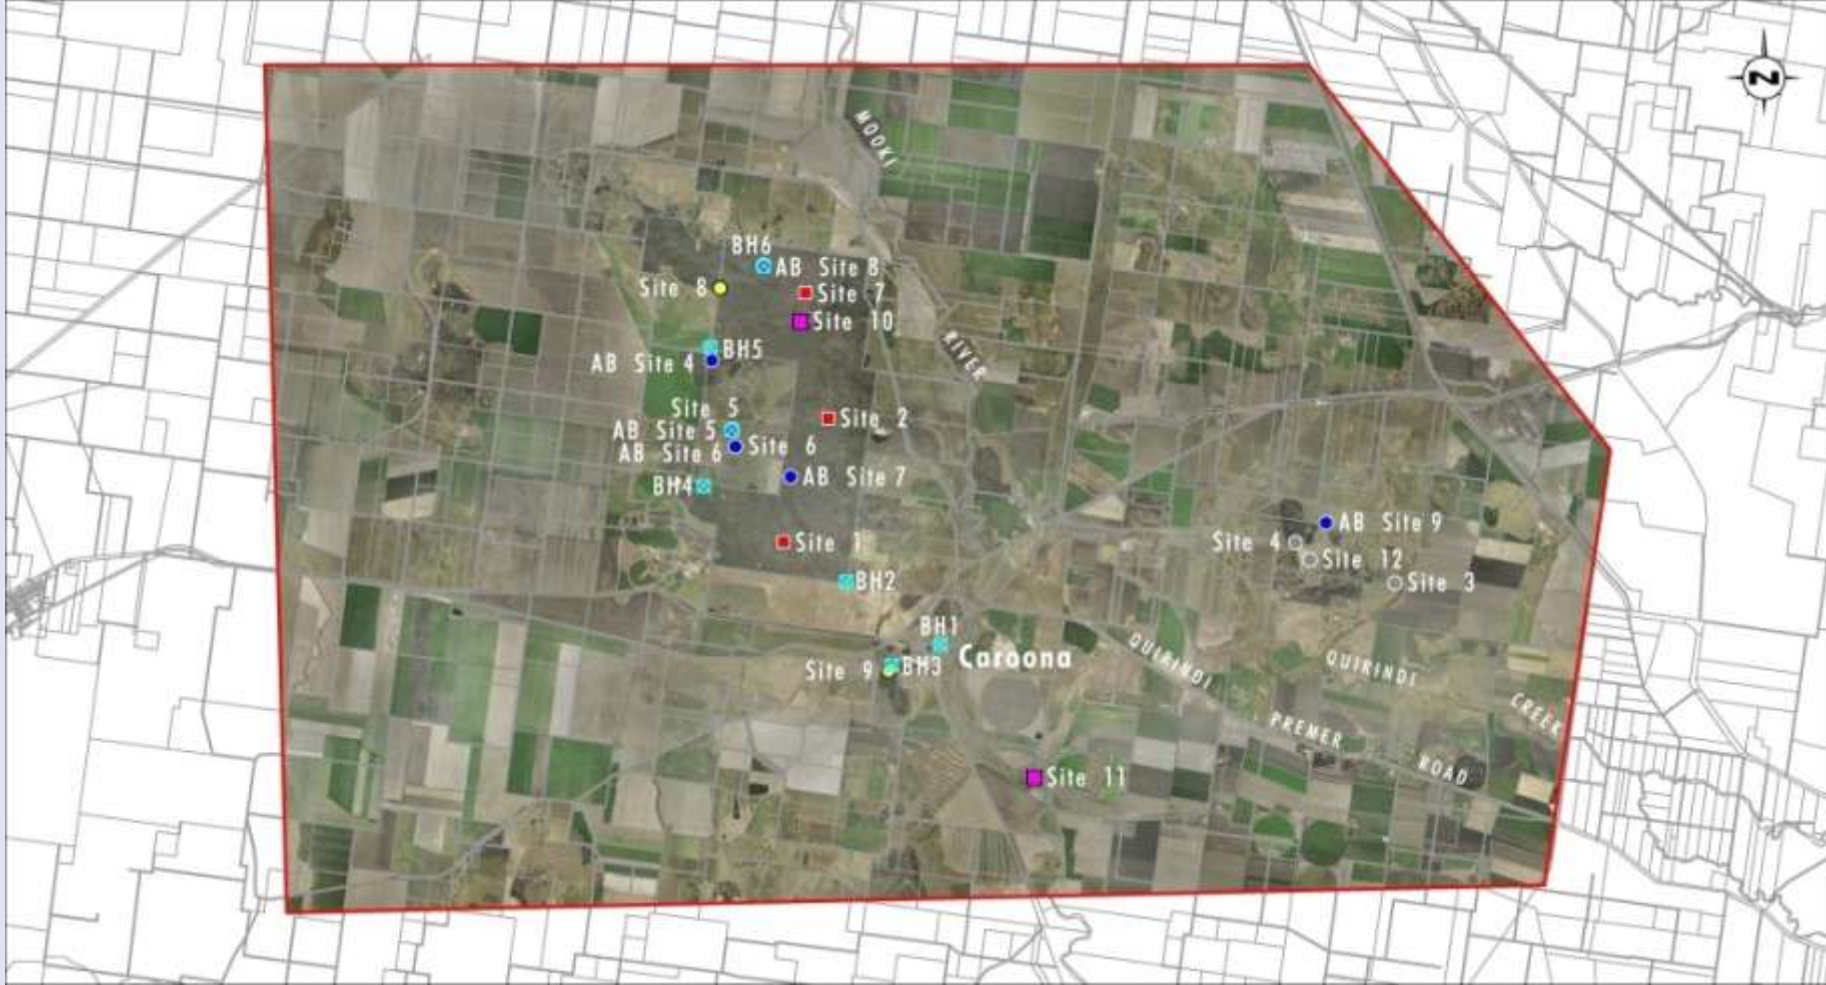 N
MOOKI
BH6
AB Site 8
Site 8
Site 7
Site 10
RIVER
BH5
AB Site 4
Site 5
Site 2
AB Site 5
Site 6
AB Site 6
AB Site 7
BH4
AB Site 9
Site 1
Site 4
Site 12
BH2
Site 3
BH1
QUIRINDI
Caroona
BH3
Site 9
QUIRINDI
CREEK
PREMER
ROAD
Site 11